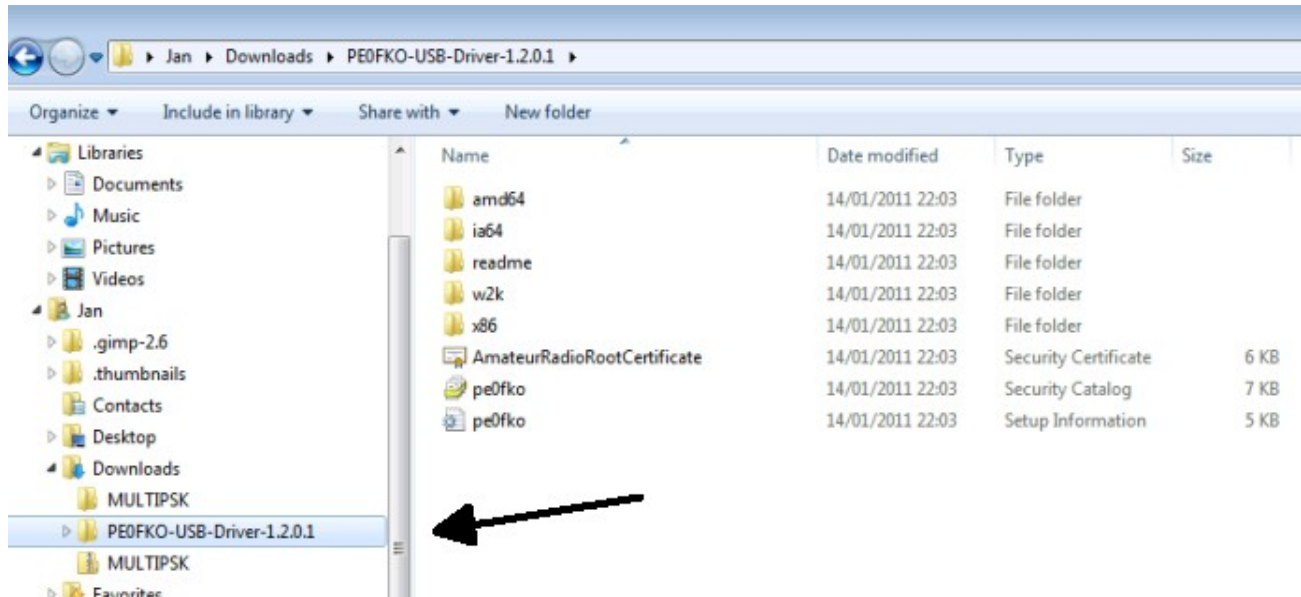 Jan Downloads PE0FKO-USB-Driver-1.2.0.1
Organize Include in library Share with New folder
Libraries
Documents
Music
Pictures
Videos
Jan
.gimp-2.6
.thumbnails
Contacts
Desktop
Downloads
MULTIPSK
PE0FKO-USB-Driver-1.2.0.1
MULTIPSK
Favorites
Name Date modified Type Size
amd64 14/01/2011 22:03 File folder
ia64 14/01/2011 22:03 File folder
readme 14/01/2011 22:03 File folder
w2k 14/01/2011 22:03 File folder
x86 14/01/2011 22:03 File folder
AmateurRadioRootCertificate 14/01/2011 22:03 Security Certificate 6 KB
pe0fko 14/01/2011 22:03 Security Catalog 7 KB
pe0fko 14/01/2011 22:03 Setup Information 5 KB